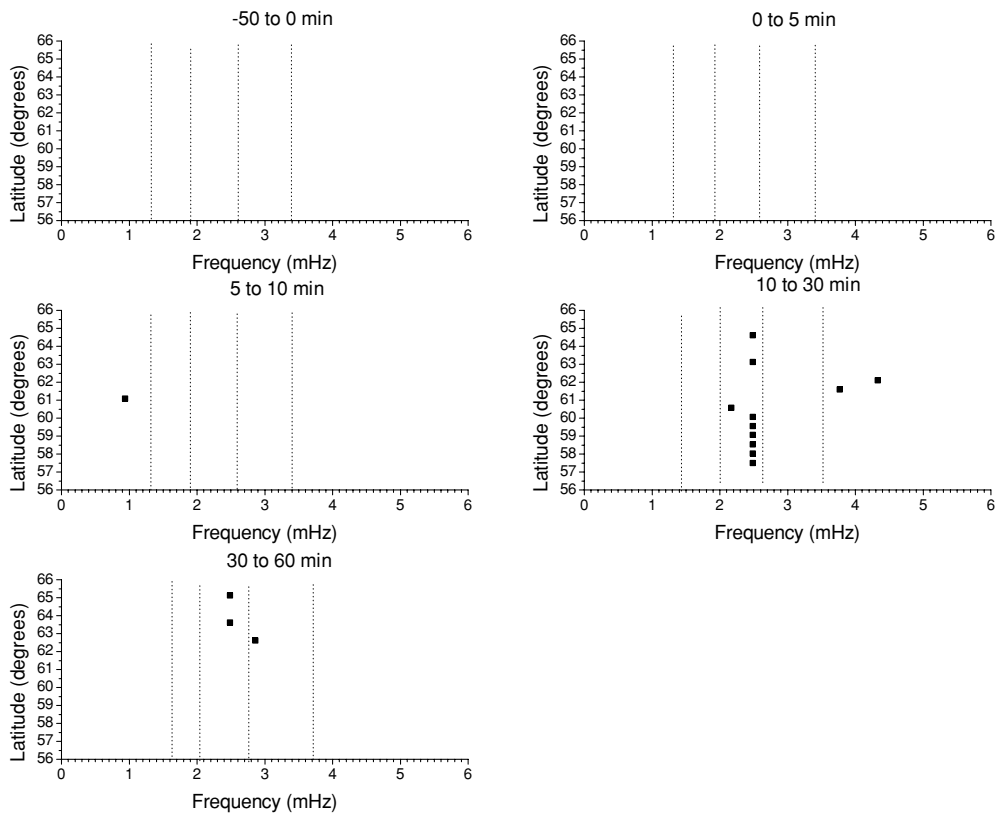 -50 to 0 min
66
65
64
63
62
61
60
59
58
57
56
Latitude (degrees)
0 1 2 3 4 5 6
Frequency (mHz)
0 to 5 min
66
65
64
63
62
61
60
59
58
57
56
Latitude (degrees)
0 1 2 3 4 5 6
Frequency (mHz)
5 to 10 min
66
65
64
63
62
61
60
59
58
57
56
Latitude (degrees)
0 1 2 3 4 5 6
Frequency (mHz)
10 to 30 min
66
65
64
63
62
61
60
59
58
57
56
Latitude (degrees)
0 1 2 3 4 5 6
Frequency (mHz)
30 to 60 min
66
65
64
63
62
61
60
59
58
57
56
Latitude (degrees)
0 1 2 3 4 5 6
Frequency (mHz)